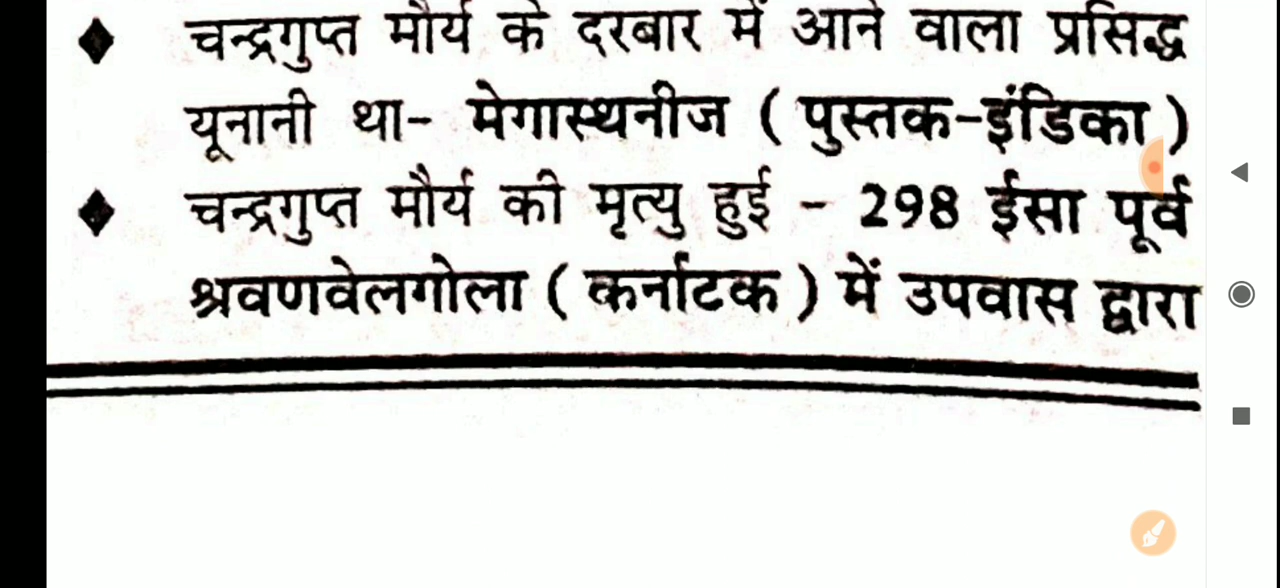 ♦ चन्द्रगुप्त मौर्य के दरबार में आने वाला प्रसिद्ध
यूनानी था- मेगास्थनीज ( पुस्तक-इंडिका )
♦ चन्द्रगुप्त मौर्य की मृत्यु हुई - 298 ईसा पूर्व
श्रवणवेलगोला ( कर्नाटक ) में उपवास द्वारा